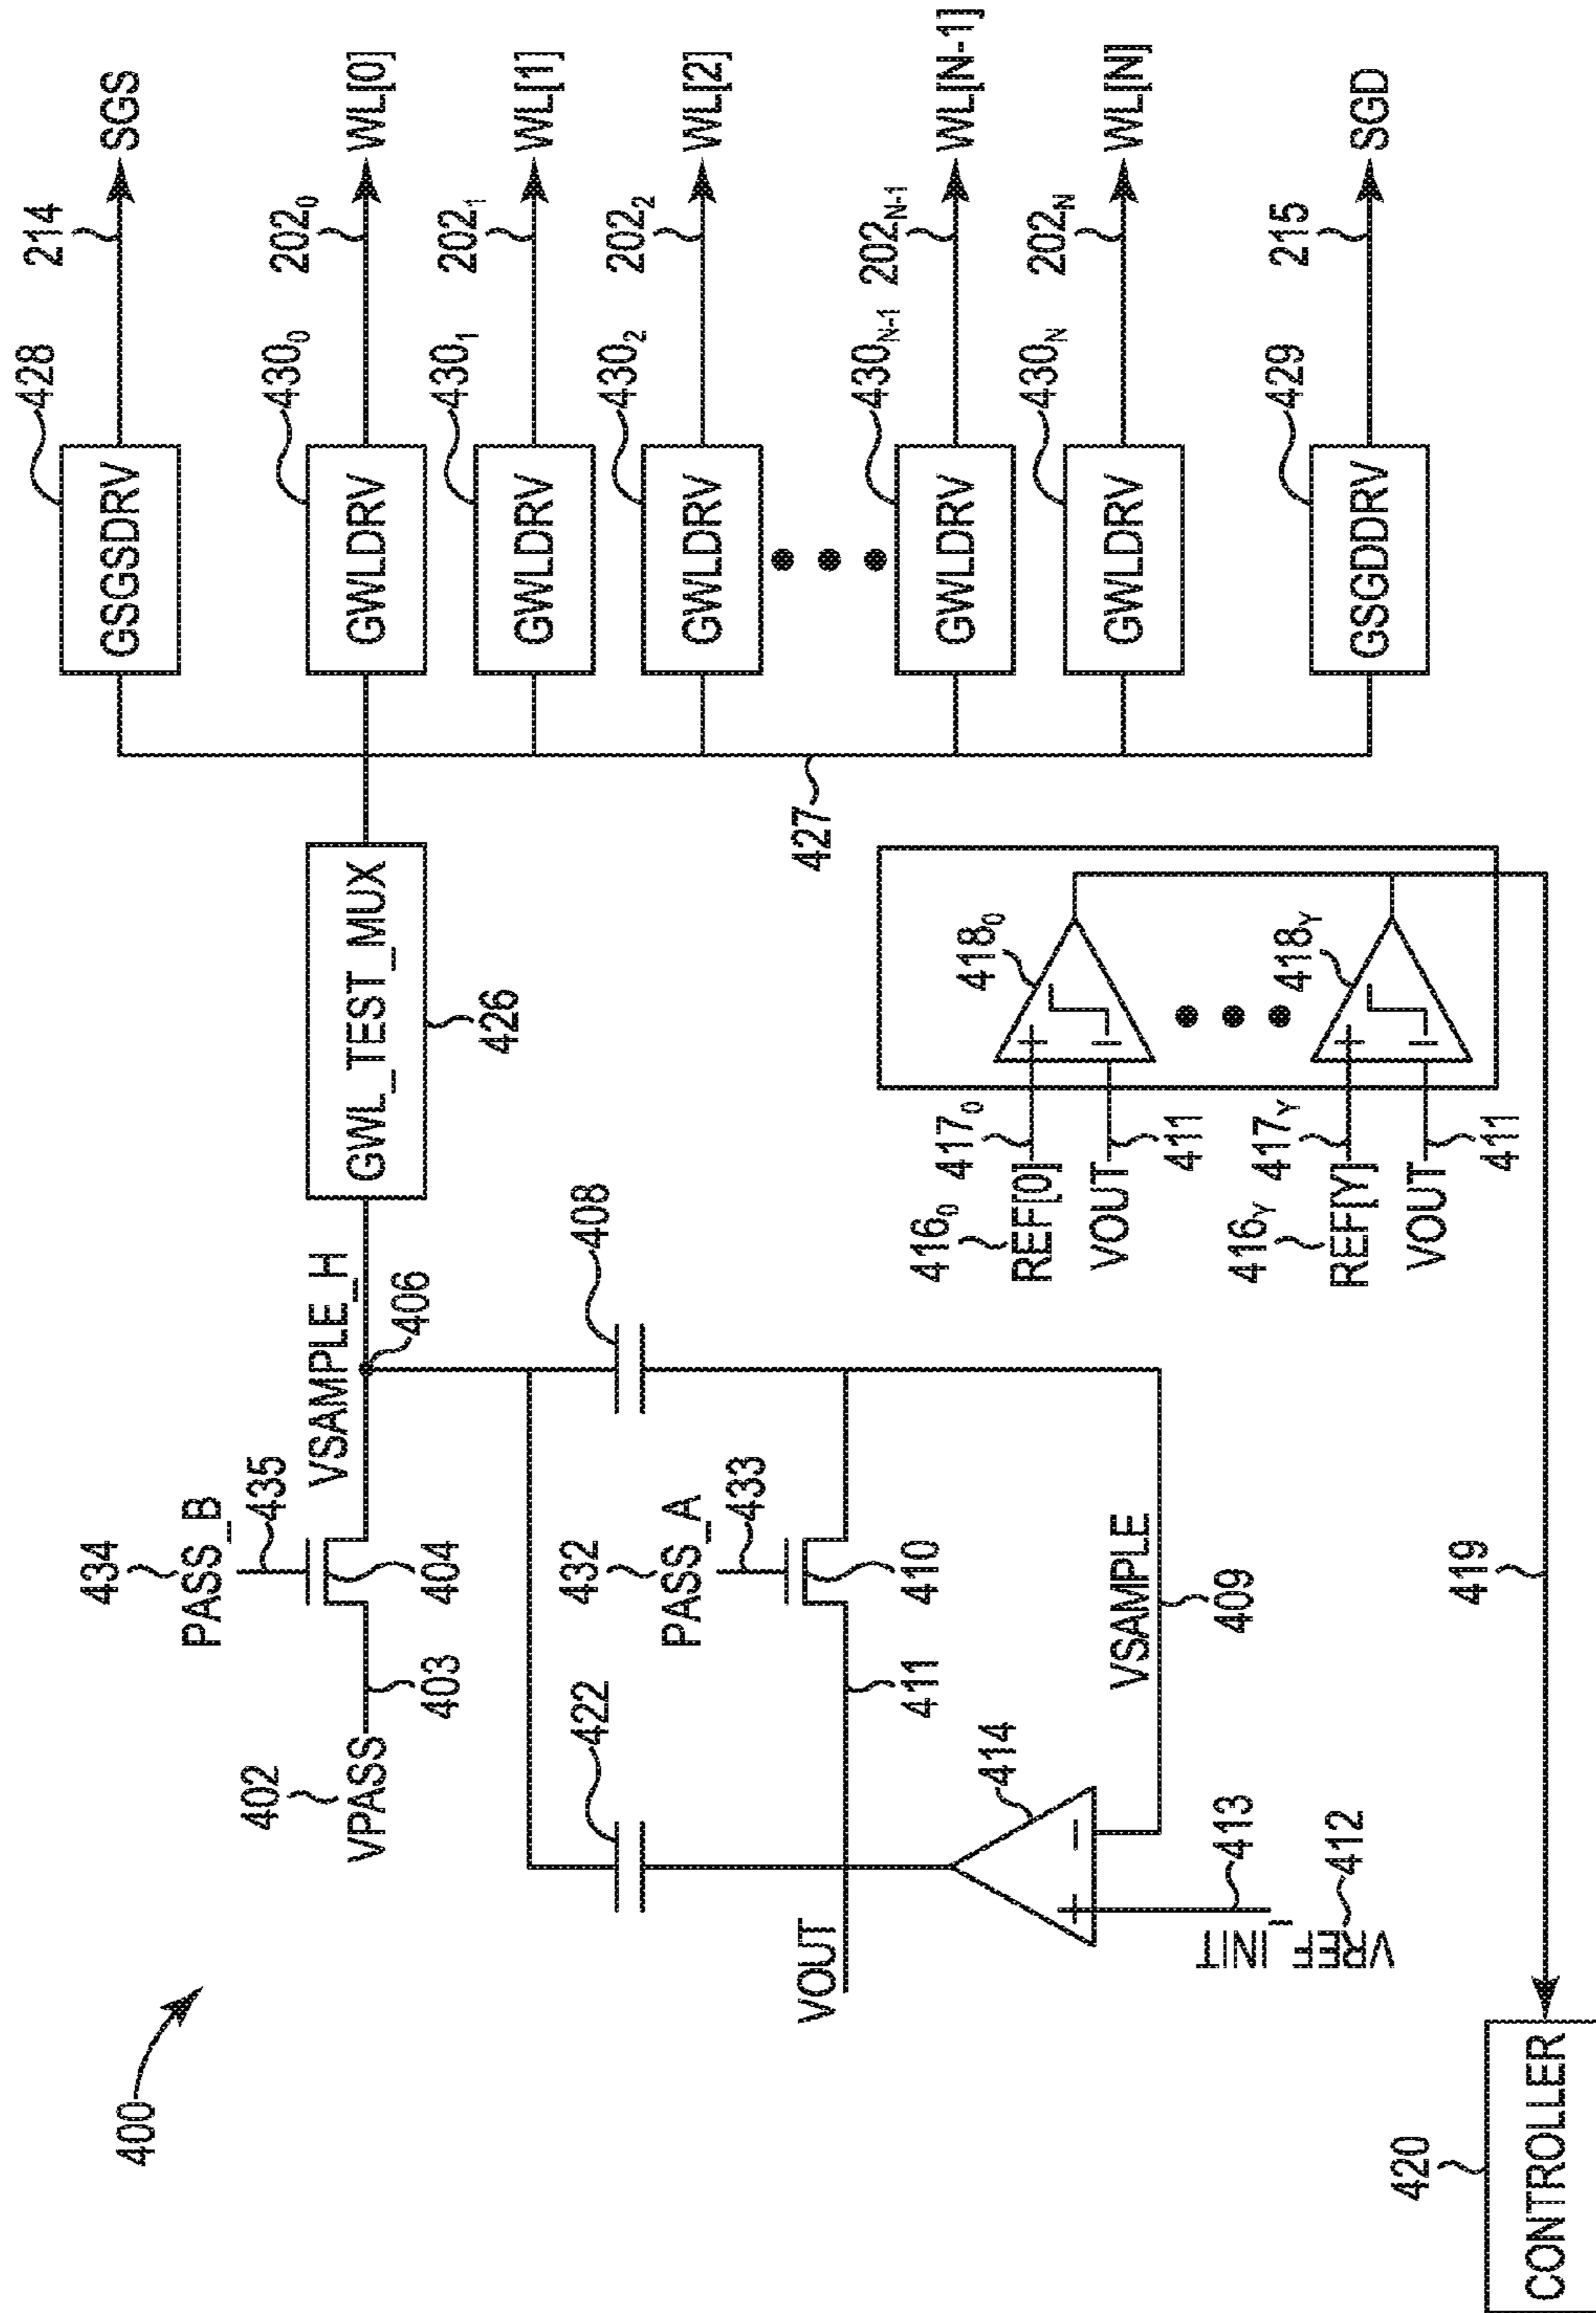 400
434
PASS_B
435
402
VPASS
403
404
VSAMPLE_H
406
GWL_TEST_MUX
426
422
408
432
PASS_A
433
410
411
VOUT
414
VSAMPLE
409
+
-
413
VREF_INIT
412
427
428
GSGSDRV
214
SGS
430₀
GWLDRV
202₀
WL[0]
430₁
GWLDRV
202₁
WL[1]
430₂
GWLDRV
202₂
WL[2]
430N-1
GWLDRV
202N-1
WL[N-1]
430N
GWLDRV
202N
WL[N]
429
GSGDDRV
215
SGD
416₀
REF[0]
417₀
VOUT
411
418₀
+
-
416Y
REF[Y]
417Y
VOUT
411
418Y
+
-
419
420
CONTROLLER